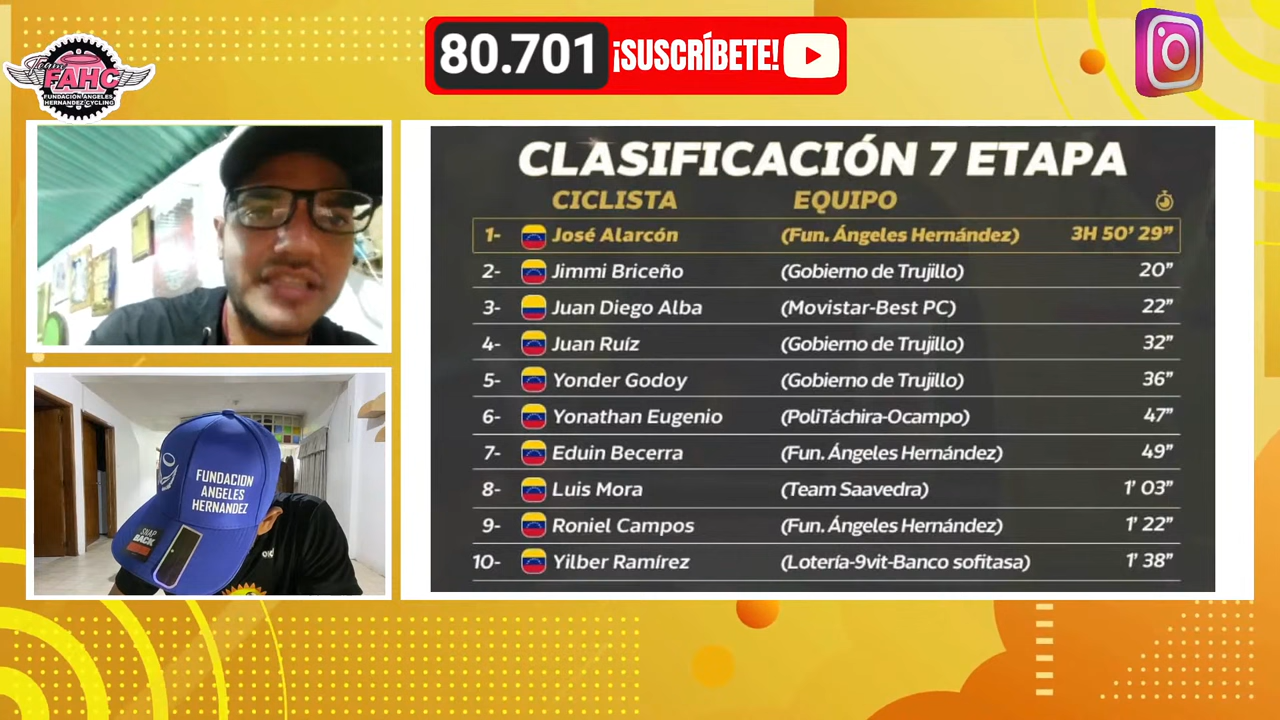 Team
FAHC
FUNDACIÓN ÁNGELES
HERNÁNDEZ CYCLING
80.701 ¡SUSCRÍBETE!
FUNDACION
ANGELES
HERNANDEZ
SNAP
BACK
CLASIFICACIÓN 7 ETAPA
CICLISTA EQUIPO
1- José Alarcón (Fun. Ángeles Hernández) 3H 50’ 29”
2- Jimmi Briceño (Gobierno de Trujillo) 20”
3- Juan Diego Alba (Movistar-Best PC) 22”
4- Juan Ruíz (Gobierno de Trujillo) 32”
5- Yonder Godoy (Gobierno de Trujillo) 36”
6- Yonathan Eugenio (PoliTáchira-Ocampo) 47”
7- Eduin Becerra (Fun. Ángeles Hernández) 49”
8- Luis Mora (Team Saavedra) 1’ 03”
9- Roniel Campos (Fun. Ángeles Hernández) 1’ 22”
10- Yilber Ramírez (Lotería-9vit-Banco sofitasa) 1’ 38”